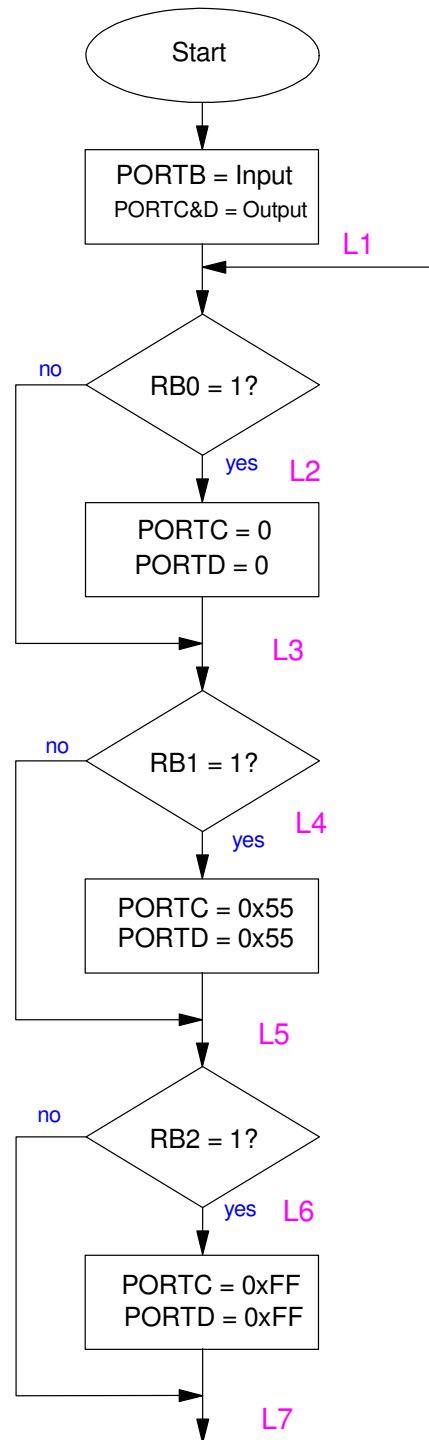 Start
PORTB = Input
PORTC&D = Output
L1
no
RB0 = 1?
yes
L2
PORTC = 0
PORTD = 0
L3
no
RB1 = 1?
yes
L4
PORTC = 0x55
PORTD = 0x55
L5
no
RB2 = 1?
yes
L6
PORTC = 0xFF
PORTD = 0xFF
L7